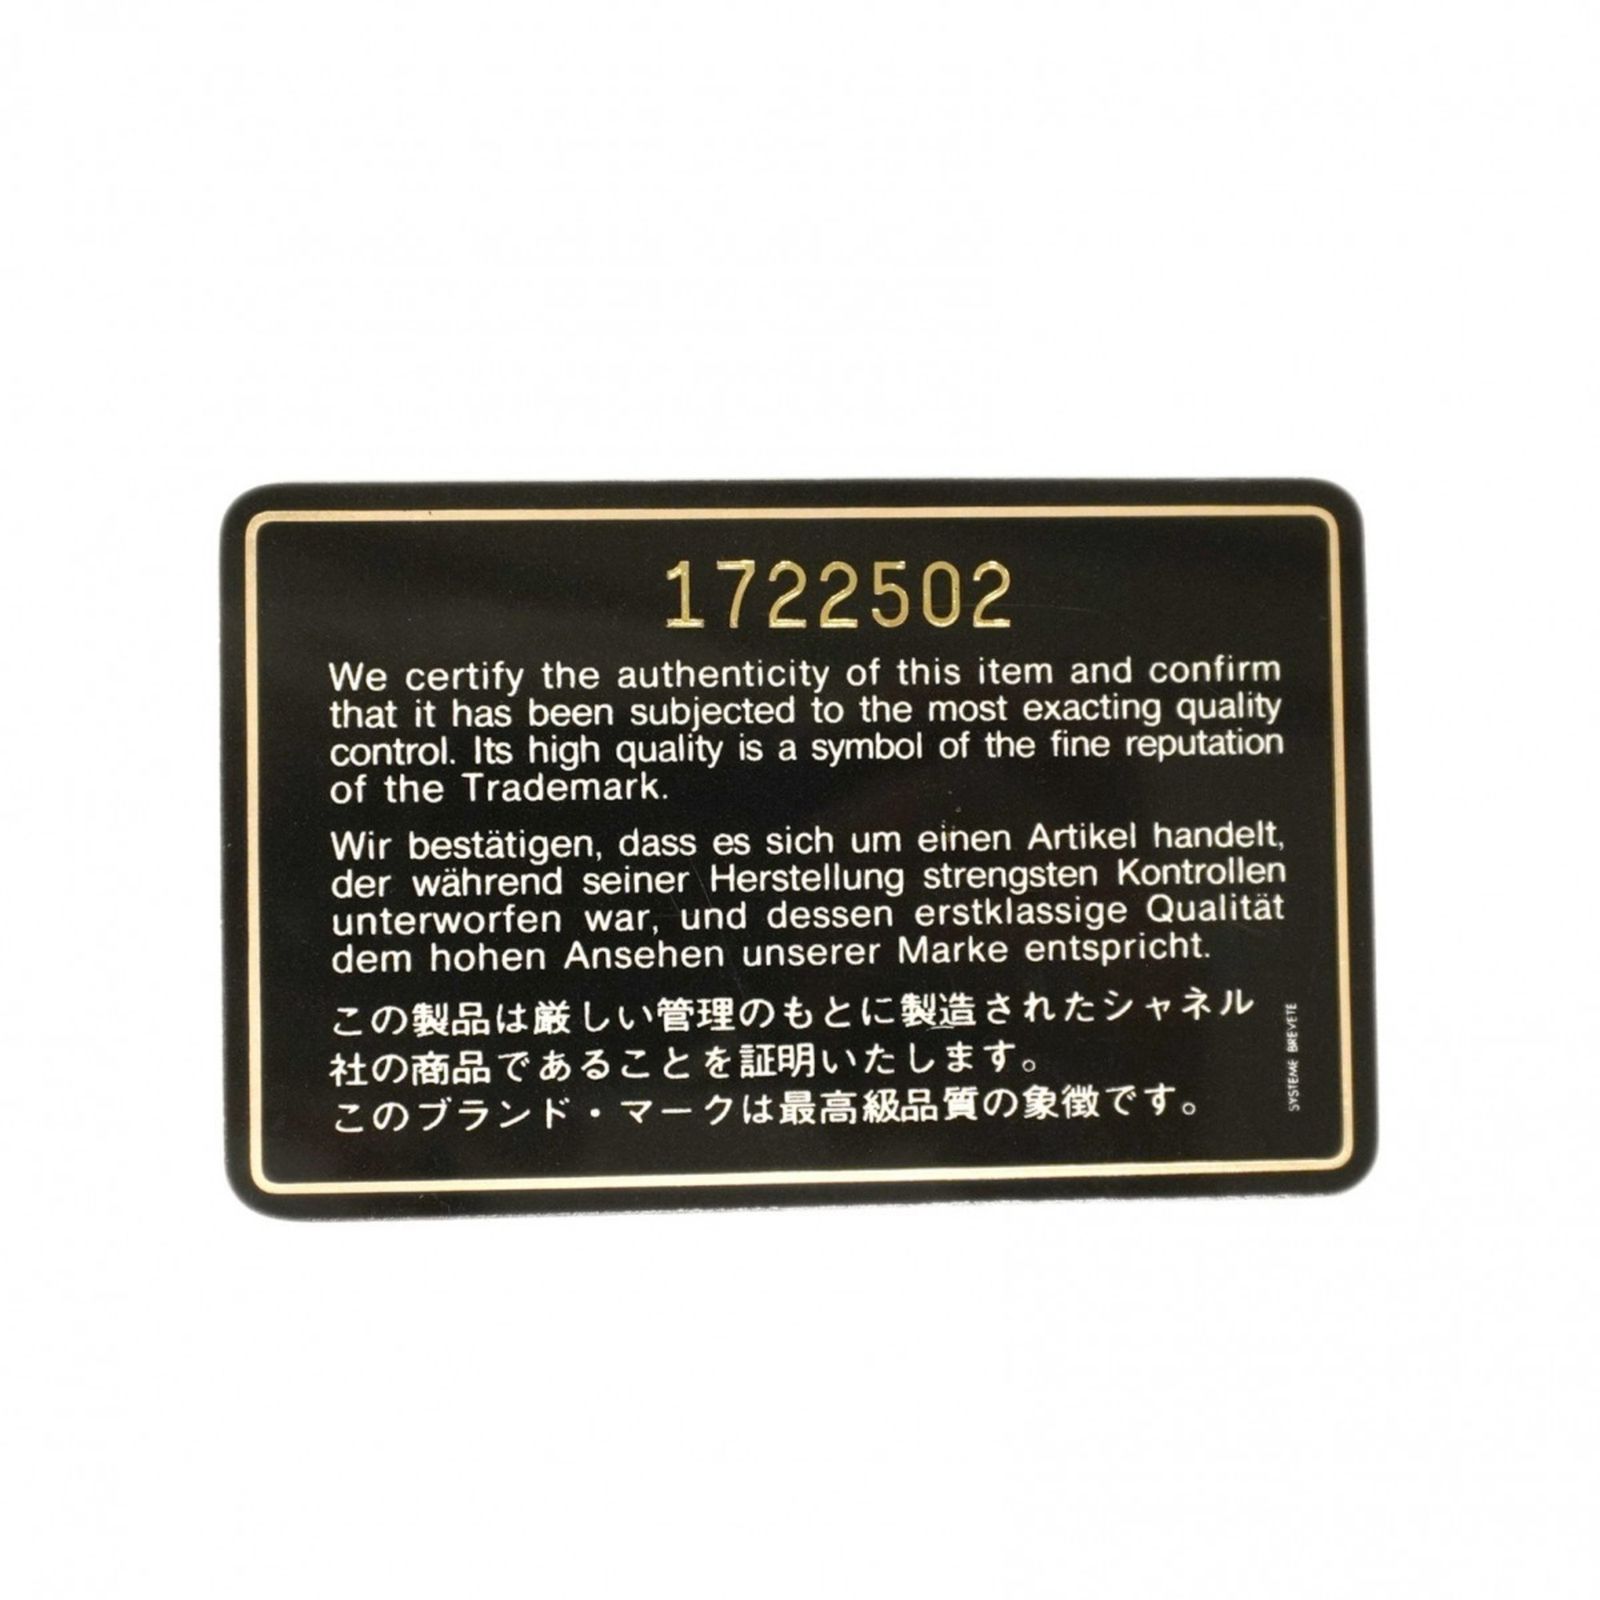 1722502
We certify the authenticity of this item and confirm
that it has been subjected to the most exacting quality
control. Its high quality is a symbol of the fine reputation
of the Trademark.
Wir bestätigen, dass es sich um einen Artikel handelt,
der während seiner Herstellung strengsten Kontrollen
unterworfen war, und dessen erstklassige Qualität
dem hohen Ansehen unserer Marke entspricht.
この製品は厳しい管理のもとに製造されたシャネル
社の商品であることを証明いたします。
このブランド・マークは最高級品質の象徴です。
SYSTEME BREVETE